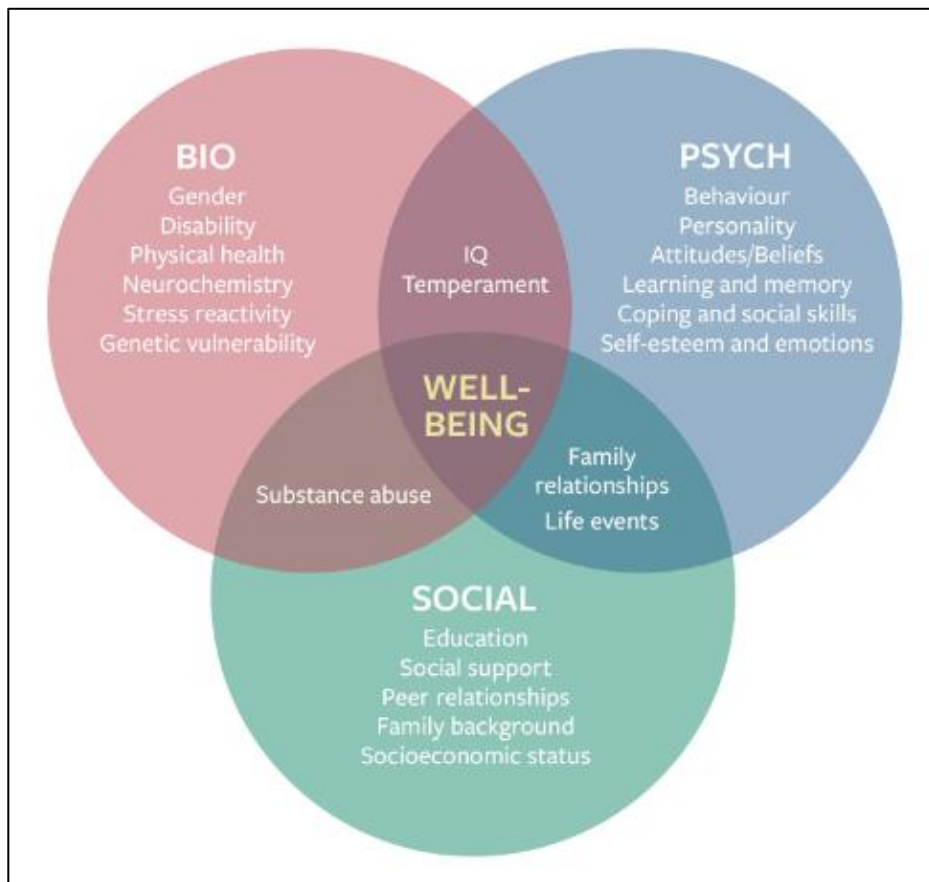 BIO
Gender
Disability
Physical health
Neurochemistry
Stress reactivity
Genetic vulnerability
PSYCH
Behaviour
Personality
Attitudes/Beliefs
Learning and memory
Coping and social skills
Self-esteem and emotions
IQ
Temperament
WELL-
BEING
Substance abuse
Family
relationships
Life events
SOCIAL
Education
Social support
Peer relationships
Family background
Socioeconomic status